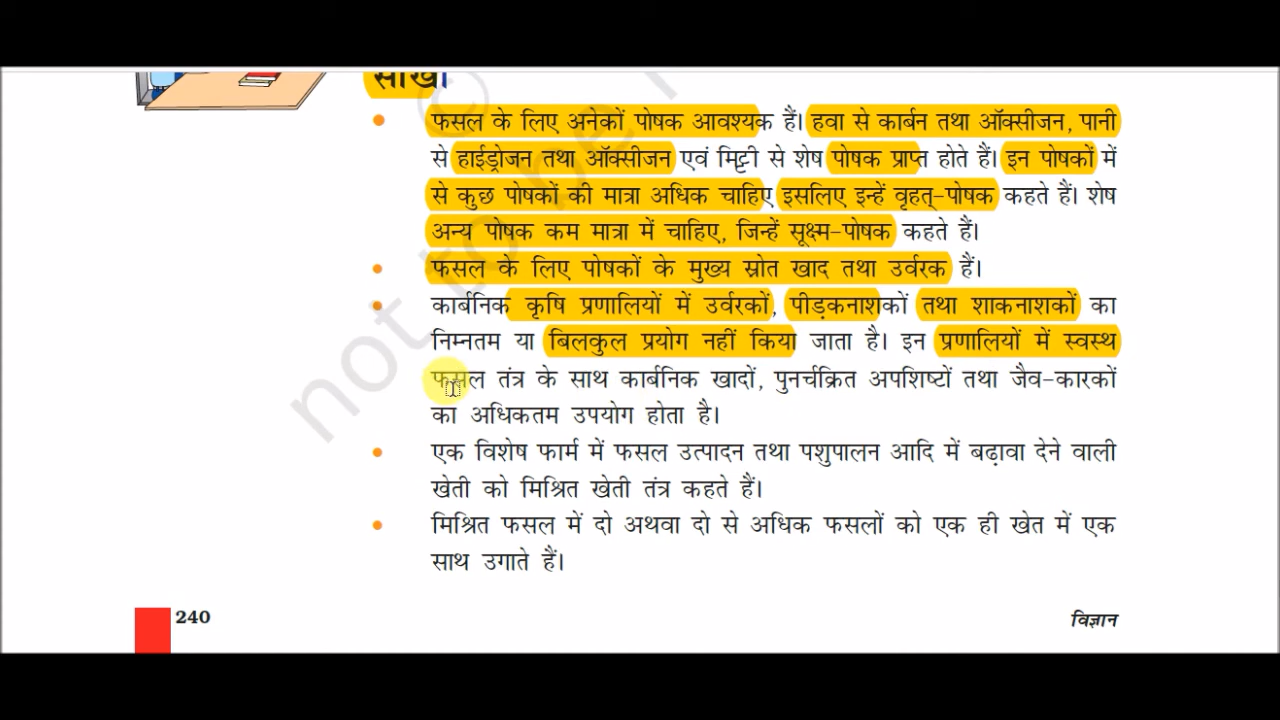 सीखा
फसल के लिए अनेकों पोषक आवश्यक हैं। हवा से कार्बन तथा ऑक्सीजन, पानी
से हाईड्रोजन तथा ऑक्सीजन एवं मिट्टी से शेष पोषक प्राप्त होते हैं। इन पोषकों में
से कुछ पोषकों की मात्रा अधिक चाहिए इसलिए इन्हें वृहत्-पोषक कहते हैं। शेष
अन्य पोषक कम मात्रा में चाहिए, जिन्हें सूक्ष्म-पोषक कहते हैं।
फसल के लिए पोषकों के मुख्य स्रोत खाद तथा उर्वरक हैं।
कार्बनिक कृषि प्रणालियों में उर्वरकों, पीड़कनाशकों तथा शाकनाशकों का
निम्नतम या बिलकुल प्रयोग नहीं किया जाता है। इन प्रणालियों में स्वस्थ
फसल तंत्र के साथ कार्बनिक खादों, पुनर्चक्रित अपशिष्टों तथा जैव-कारकों
का अधिकतम उपयोग होता है।
एक विशेष फार्म में फसल उत्पादन तथा पशुपालन आदि में बढ़ावा देने वाली
खेती को मिश्रित खेती तंत्र कहते हैं।
मिश्रित फसल में दो अथवा दो से अधिक फसलों को एक ही खेत में एक
साथ उगाते हैं।
240
विज्ञान
© not to be r